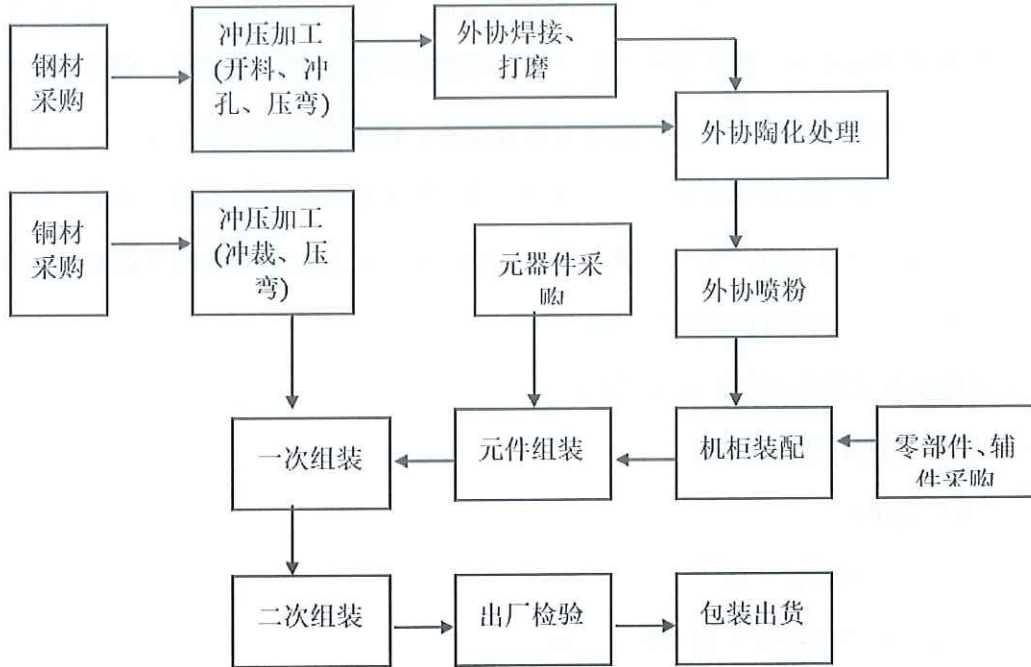 钢材
采购
冲压加工
(开料、冲
孔、压弯)
外协焊接、
打磨
外协陶化处理
铜材
采购
冲压加工
(冲裁、压
弯)
元器件采
购
外协喷粉
一次组装
元件组装
机柜装配
零部件、辅
件采购
二次组装
出厂检验
包装出货